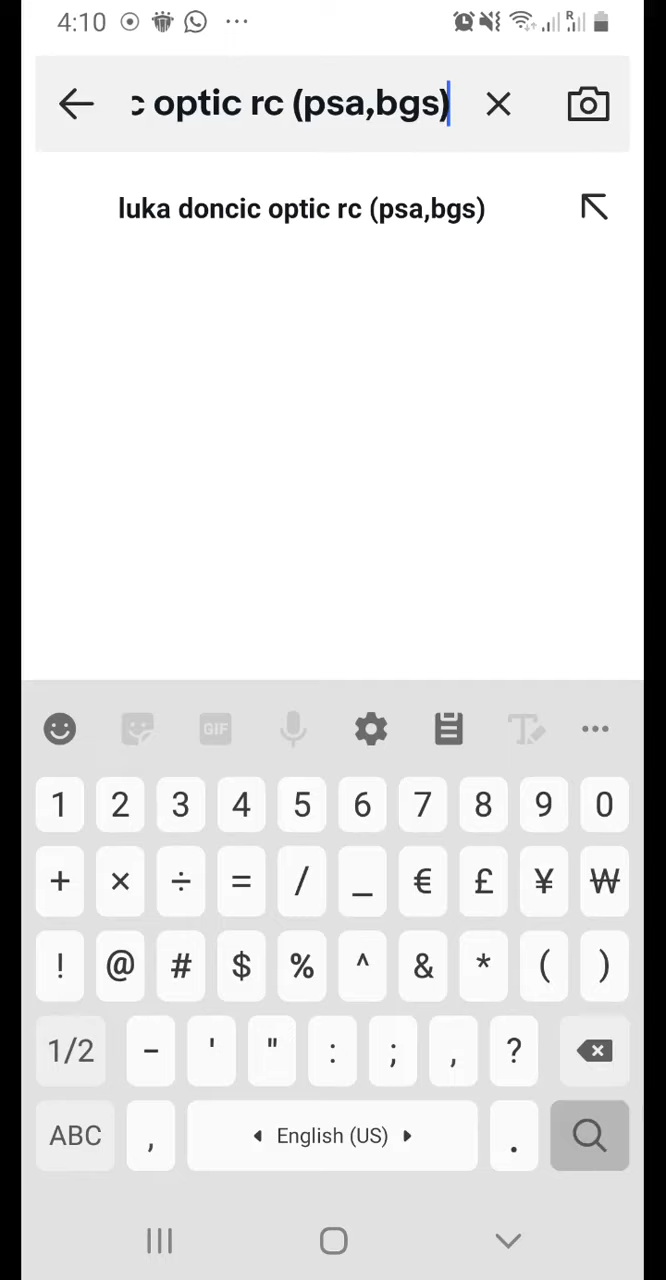 4:10
c optic rc (psa,bgs)
luka doncic optic rc (psa,bgs)
GIF
1 2 3 4 5 6 7 8 9 0
+ × ÷ = / _ € £ ¥ ₩
! @ # $ % ^ & * ( )
1/2 - ' " : ; , ?
ABC , English (US) .